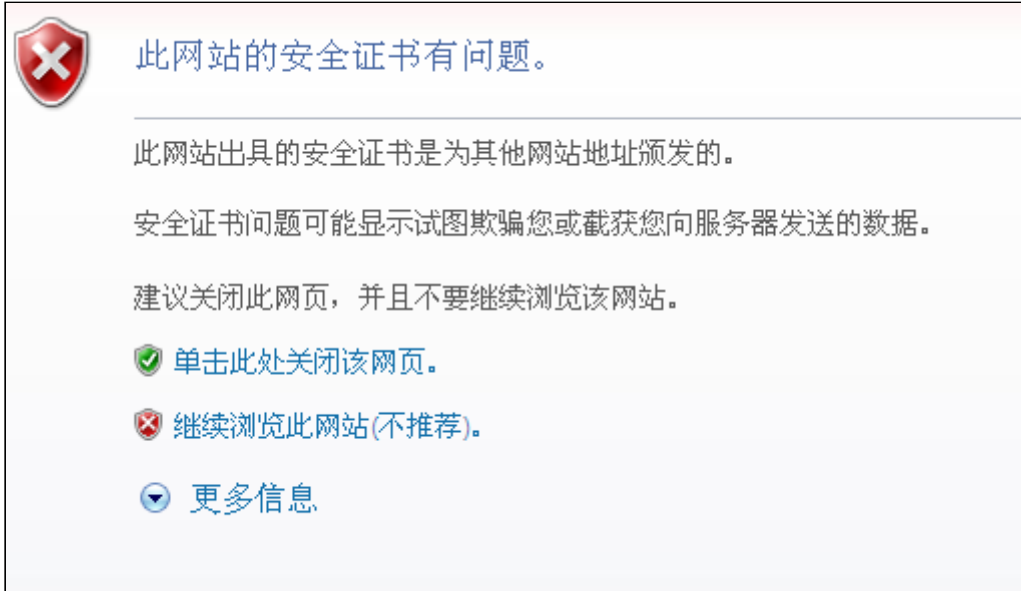 此网站的安全证书有问题。
此网站出具的安全证书是为其他网站地址颁发的。
安全证书问题可能显示试图欺骗您或截获您向服务器发送的数据。
建议关闭此网页，并且不要继续浏览该网站。
单击此处关闭该网页。
继续浏览此网站(不推荐)。
更多信息